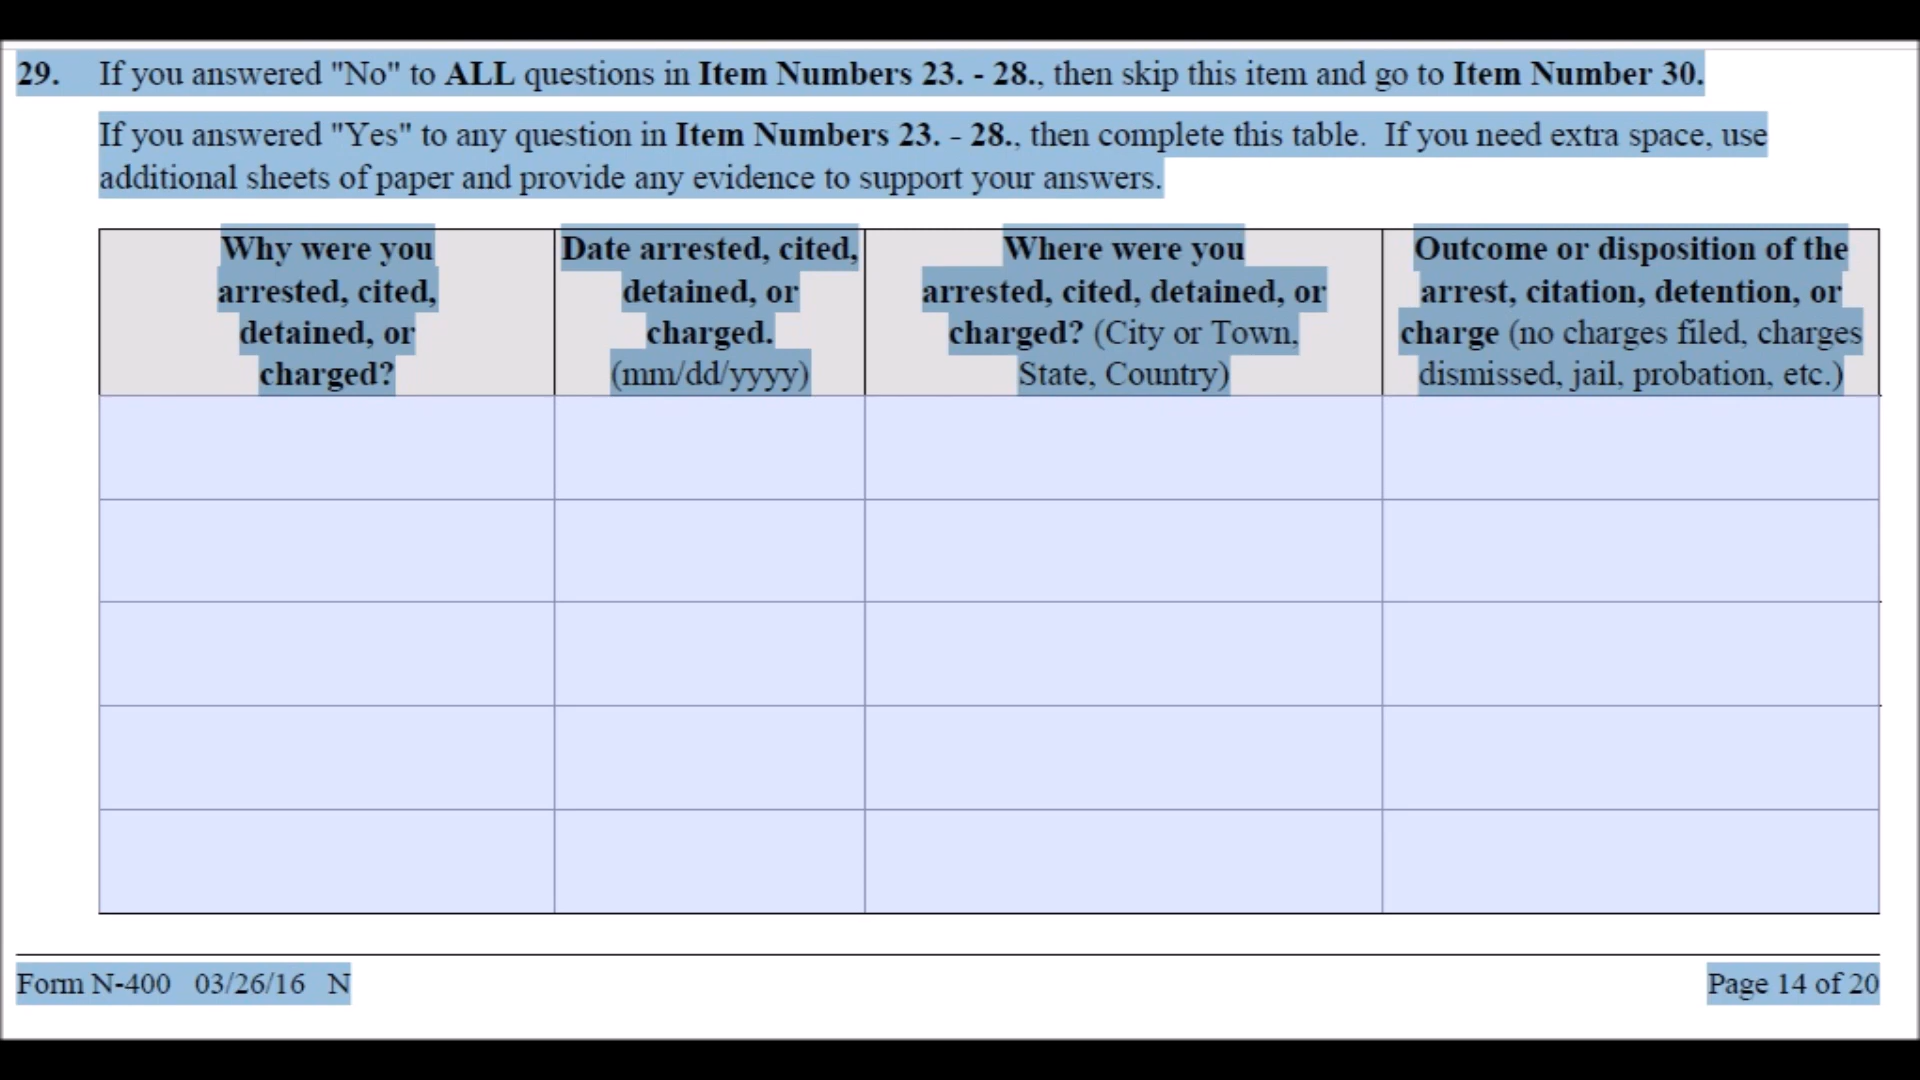 29. If you answered "No" to ALL questions in Item Numbers 23. - 28., then skip this item and go to Item Number 30.
If you answered "Yes" to any question in Item Numbers 23. - 28., then complete this table. If you need extra space, use
additional sheets of paper and provide any evidence to support your answers.
Why were you
arrested, cited,
detained, or
charged?
Date arrested, cited,
detained, or
charged.
(mm/dd/yyyy)
Where were you
arrested, cited, detained, or
charged? (City or Town,
State, Country)
Outcome or disposition of the
arrest, citation, detention, or
charge (no charges filed, charges
dismissed, jail, probation, etc.)
Form N-400 03/26/16 N
Page 14 of 20